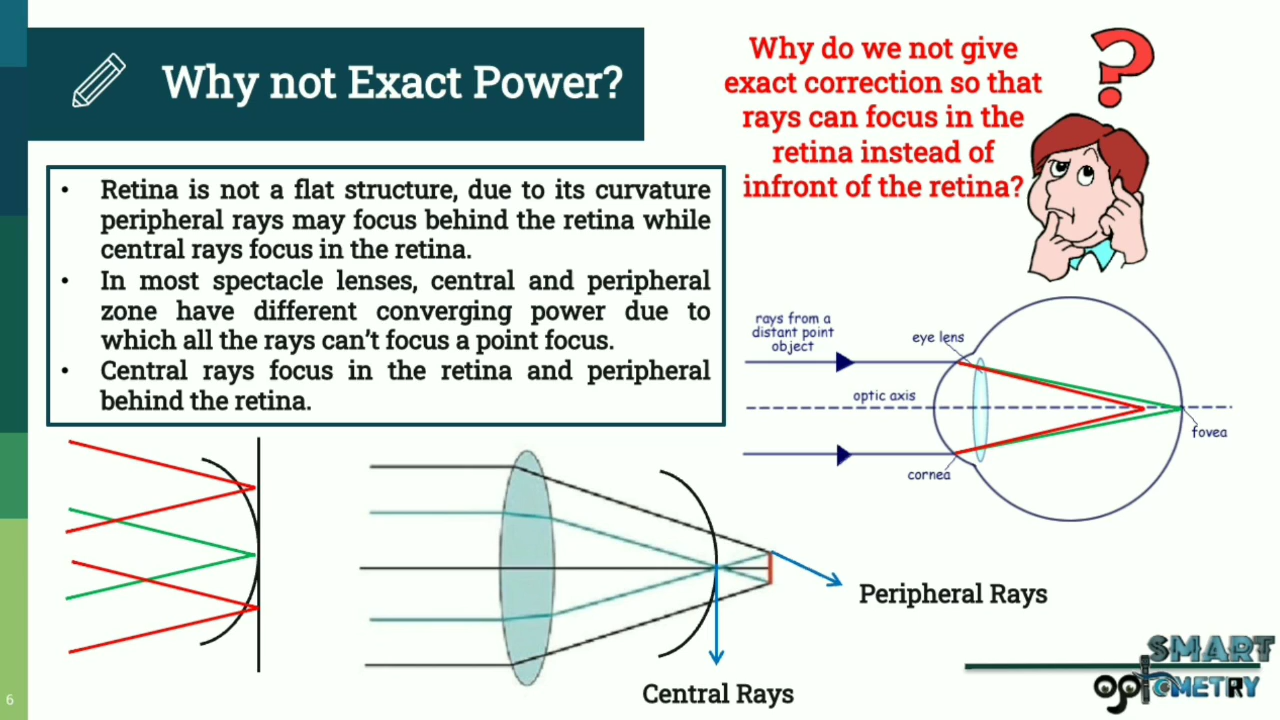 Why not Exact Power?
Why do we not give
exact correction so that
rays can focus in the
retina instead of
infront of the retina?
?
• Retina is not a flat structure, due to its curvature
peripheral rays may focus behind the retina while
central rays focus in the retina.
• In most spectacle lenses, central and peripheral
zone have different converging power due to
which all the rays can't focus a point focus.
• Central rays focus in the retina and peripheral
behind the retina.
rays from a
distant point
object
eye lens
optic axis
fovea
cornea
Peripheral Rays
Central Rays
SMART
OPTOMETRY
6